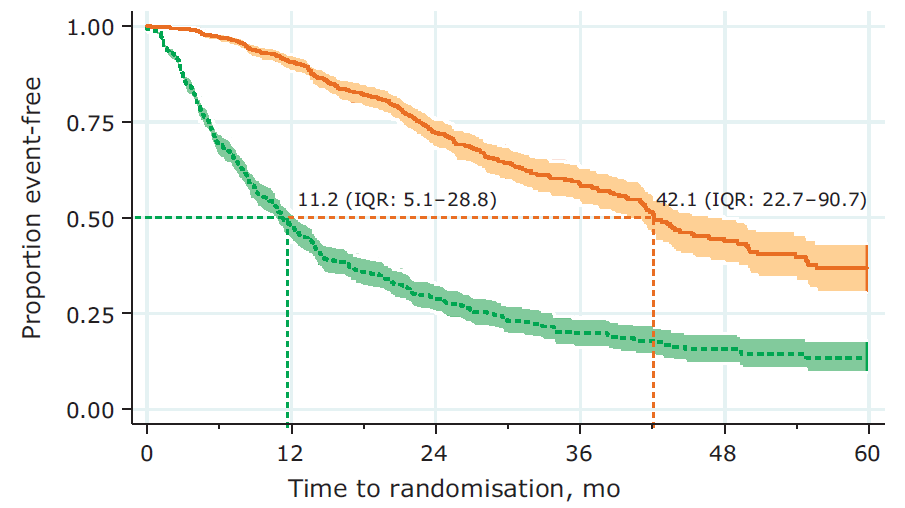 1.00
0.75
0.50
0.25
0.00
Proportion event-free
11.2 (IQR: 5.1–28.8)
42.1 (IQR: 22.7–90.7)
0 12 24 36 48 60
Time to randomisation, mo